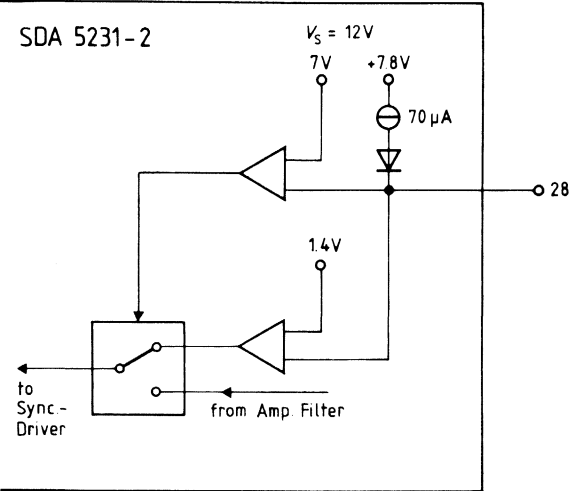 SDA 5231-2
V_S = 12V
7V
+7.8V
70 µA
28
1.4V
to
Sync.-
Driver
from Amp. Filter